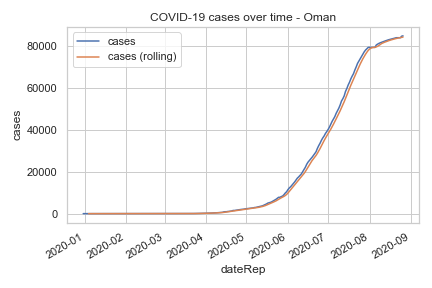 COVID-19 cases over time - Oman
cases
cases (rolling)
80000
60000
40000
20000
0
cases
2020-01
2020-02
2020-03
2020-04
2020-05
2020-06
2020-07
2020-08
2020-09
dateRep